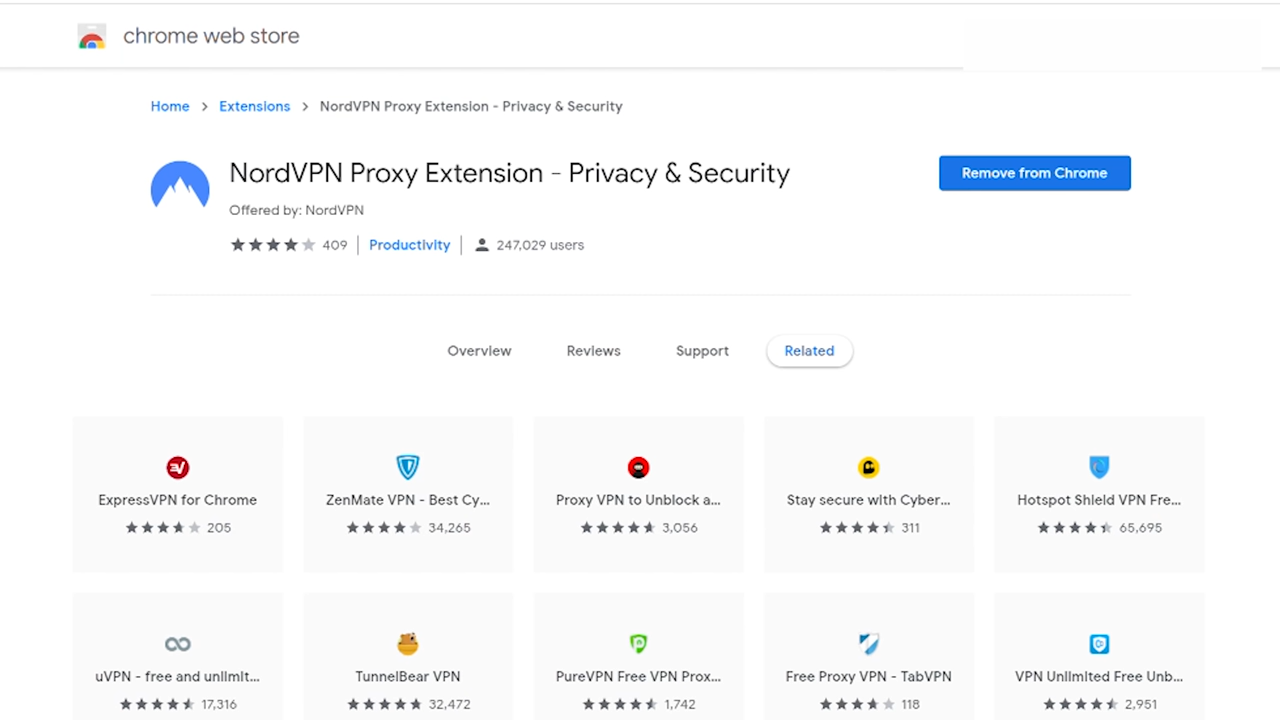 chrome web store
Home > Extensions > NordVPN Proxy Extension - Privacy & Security
NordVPN Proxy Extension - Privacy & Security
Remove from Chrome
Offered by: NordVPN
409 | Productivity | 247,029 users
Overview Reviews Support Related
ExpressVPN for Chrome ZenMate VPN - Best Cy... Proxy VPN to Unblock a... Stay secure with Cyber... Hotspot Shield VPN Fre...
205 34,265 3,056 311 65,695
uVPN - free and unlimit... TunnelBear VPN PureVPN Free VPN Prox... Free Proxy VPN - TabVPN VPN Unlimited Free Unb...
17,316 32,472 1,742 118 2,951